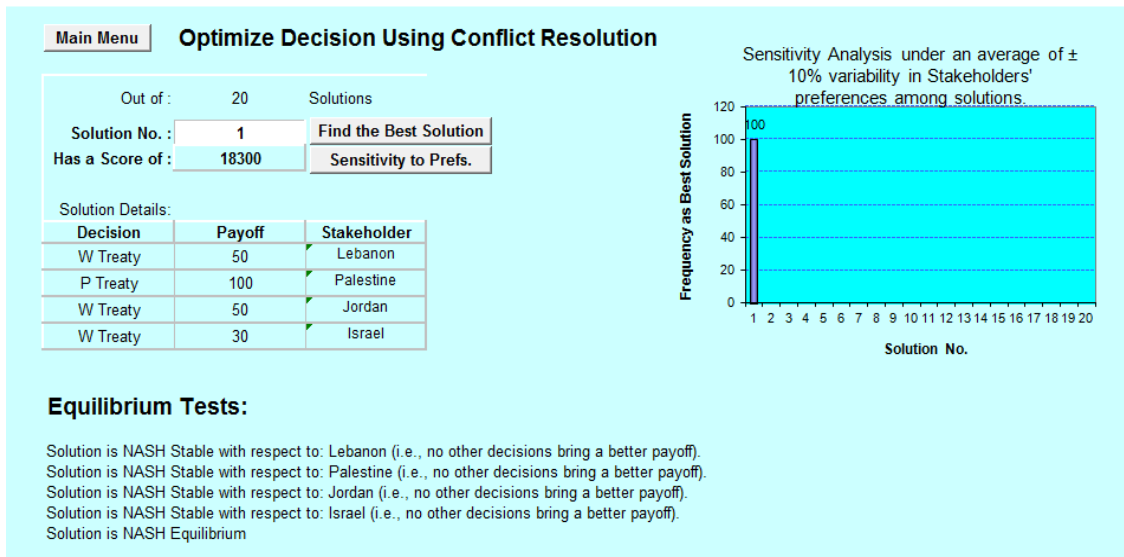 Main Menu
Optimize Decision Using Conflict Resolution
Out of : 20 Solutions
Solution No. : 1 Find the Best Solution
Has a Score of : 18300 Sensitivity to Prefs.
Solution Details:
Decision Payoff Stakeholder
W Treaty 50 Lebanon
P Treaty 100 Palestine
W Treaty 50 Jordan
W Treaty 30 Israel
Sensitivity Analysis under an average of ±
10% variability in Stakeholders'
preferences among solutions.
Frequency as Best Solution
120
100
80
60
40
20
0
100
1 2 3 4 5 6 7 8 9 10 11 12 13 14 15 16 17 18 19 20
Solution No.
Equilibrium Tests:
Solution is NASH Stable with respect to: Lebanon (i.e., no other decisions bring a better payoff).
Solution is NASH Stable with respect to: Palestine (i.e., no other decisions bring a better payoff).
Solution is NASH Stable with respect to: Jordan (i.e., no other decisions bring a better payoff).
Solution is NASH Stable with respect to: Israel (i.e., no other decisions bring a better payoff).
Solution is NASH Equilibrium